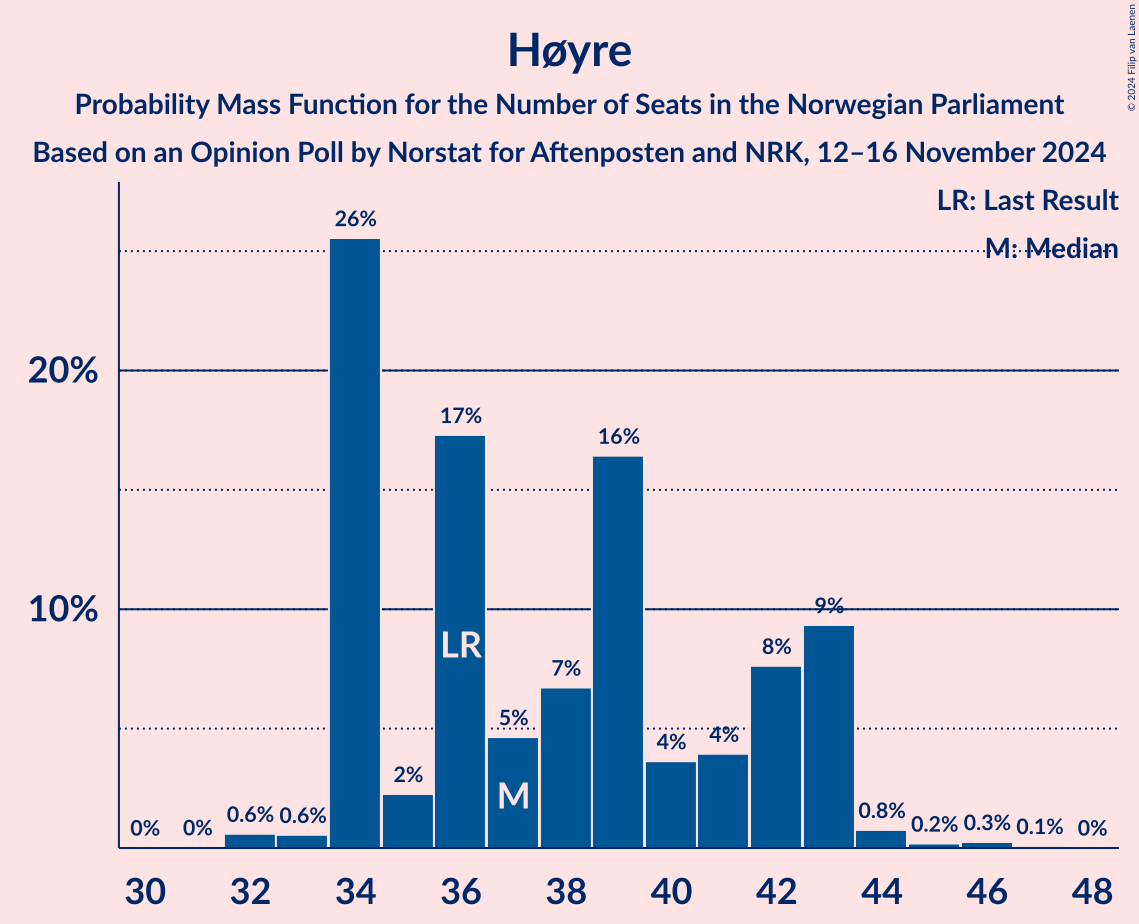 Høyre
Probability Mass Function for the Number of Seats in the Norwegian Parliament
Based on an Opinion Poll by Norstat for Aftenposten and NRK, 12–16 November 2024
© 2024 Filip van Laenen
LR: Last Result
M: Median
20%
10%
0%
0%
0.6%
0.6%
26%
2%
17%
5%
7%
16%
4%
4%
8%
9%
0.8%
0.2%
0.3%
0.1%
0%
LR
M
30 32 34 36 38 40 42 44 46 48